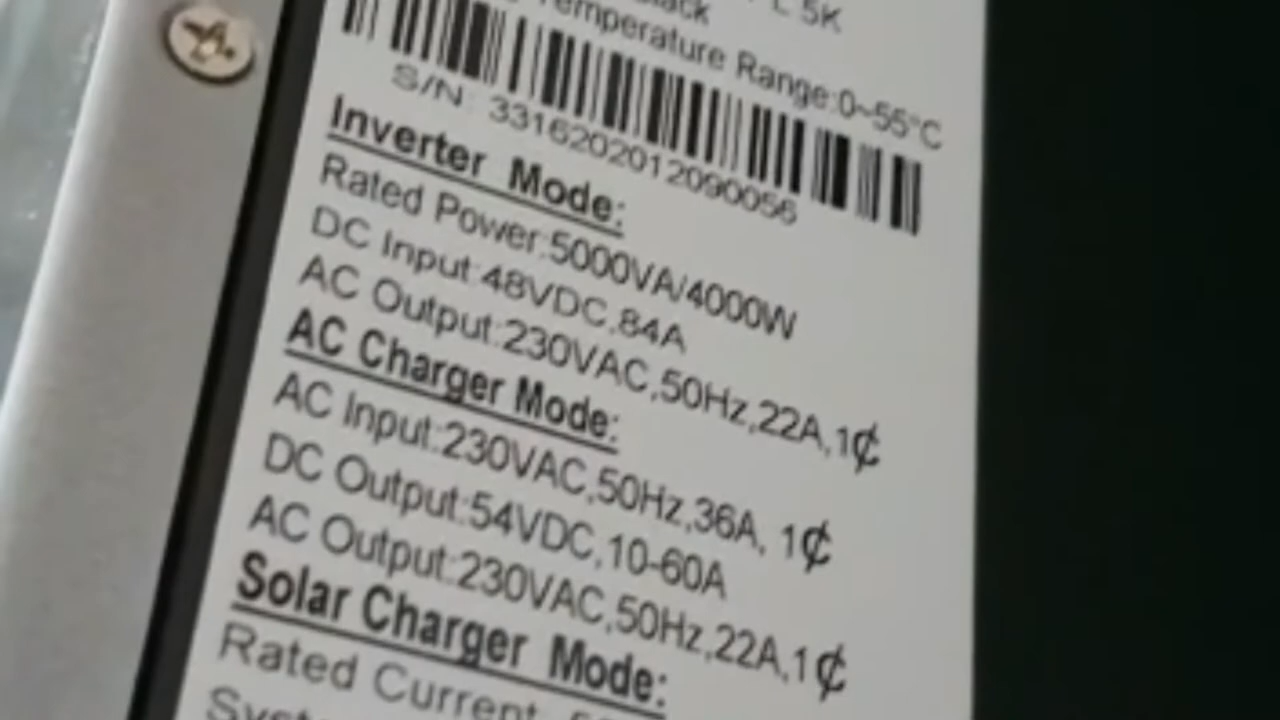 5K
Temperature Range:0~55°C
S/N: 3316202012090056
Inverter Mode:
Rated Power:5000VA/4000W
DC Input:48VDC,84A
AC Output:230VAC,50Hz,22A,1₵
AC Charger Mode:
AC Input:230VAC,50Hz,36A, 1₵
DC Output:54VDC,10-60A
AC Output:230VAC,50Hz,22A,1₵
Solar Charger Mode:
Rated Current: